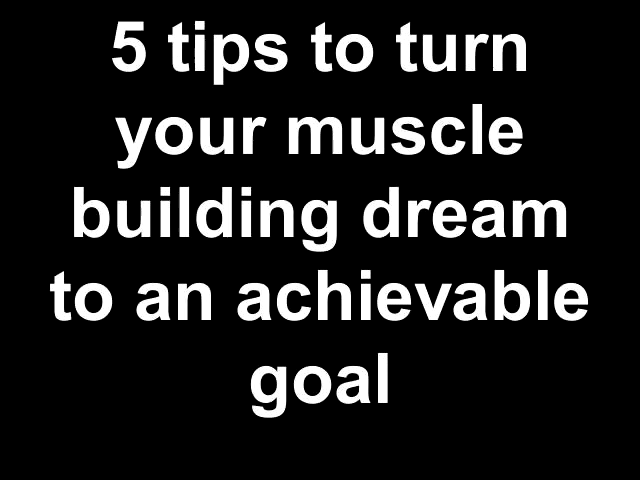 5 tips to turn
your muscle
building dream
to an achievable
goal